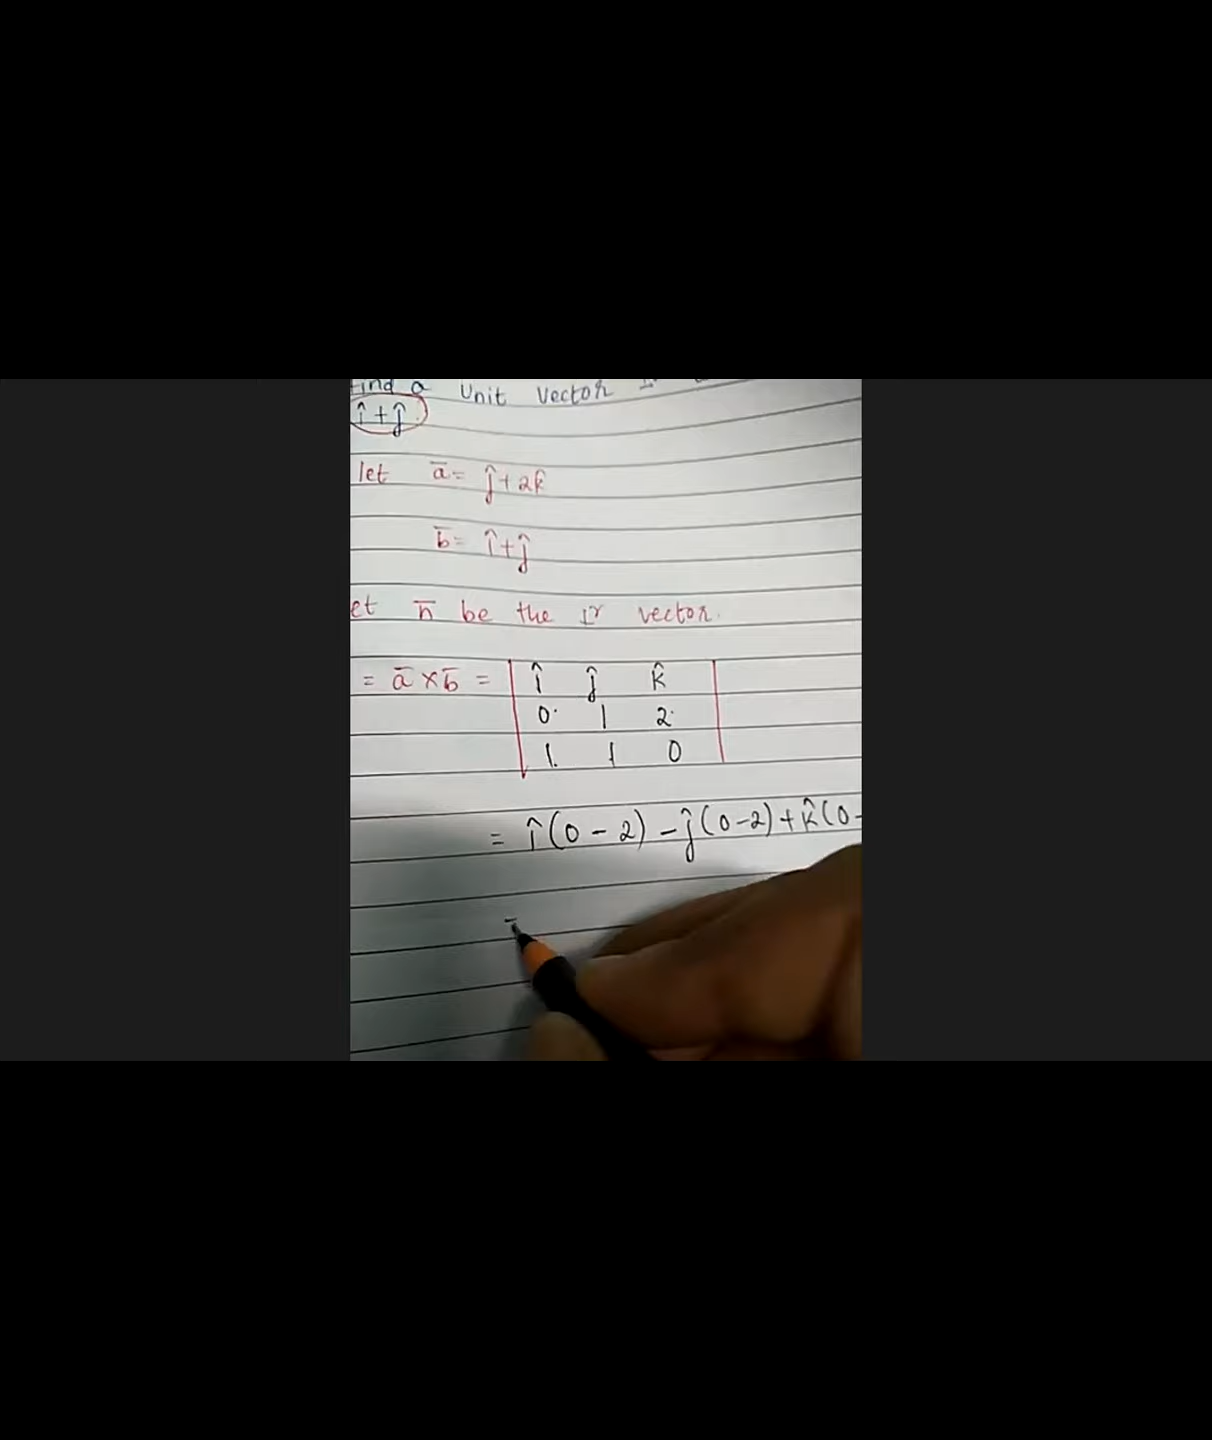 Find a Unit Vector
î + ĵ
let a̅ = ĵ + 2k̂
b̅ = î + ĵ
et n̅ be the ⊥r vector.
= a̅ × b̅ = | î ĵ k̂ |
0 1 2
1 1 0
= î(0 - 2) - ĵ(0-2) + k̂(0-